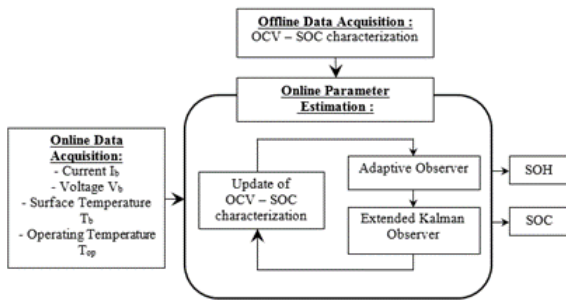 Offline Data Acquisition :
OCV – SOC characterization
Online Parameter
Estimation :
Online Data
Acquisition:
- Current Ib
- Voltage Vb
- Surface Temperature
Tb
- Operating Temperature
Top
Update of
OCV – SOC
characterization
Adaptive Observer
Extended Kalman
Observer
SOH
SOC